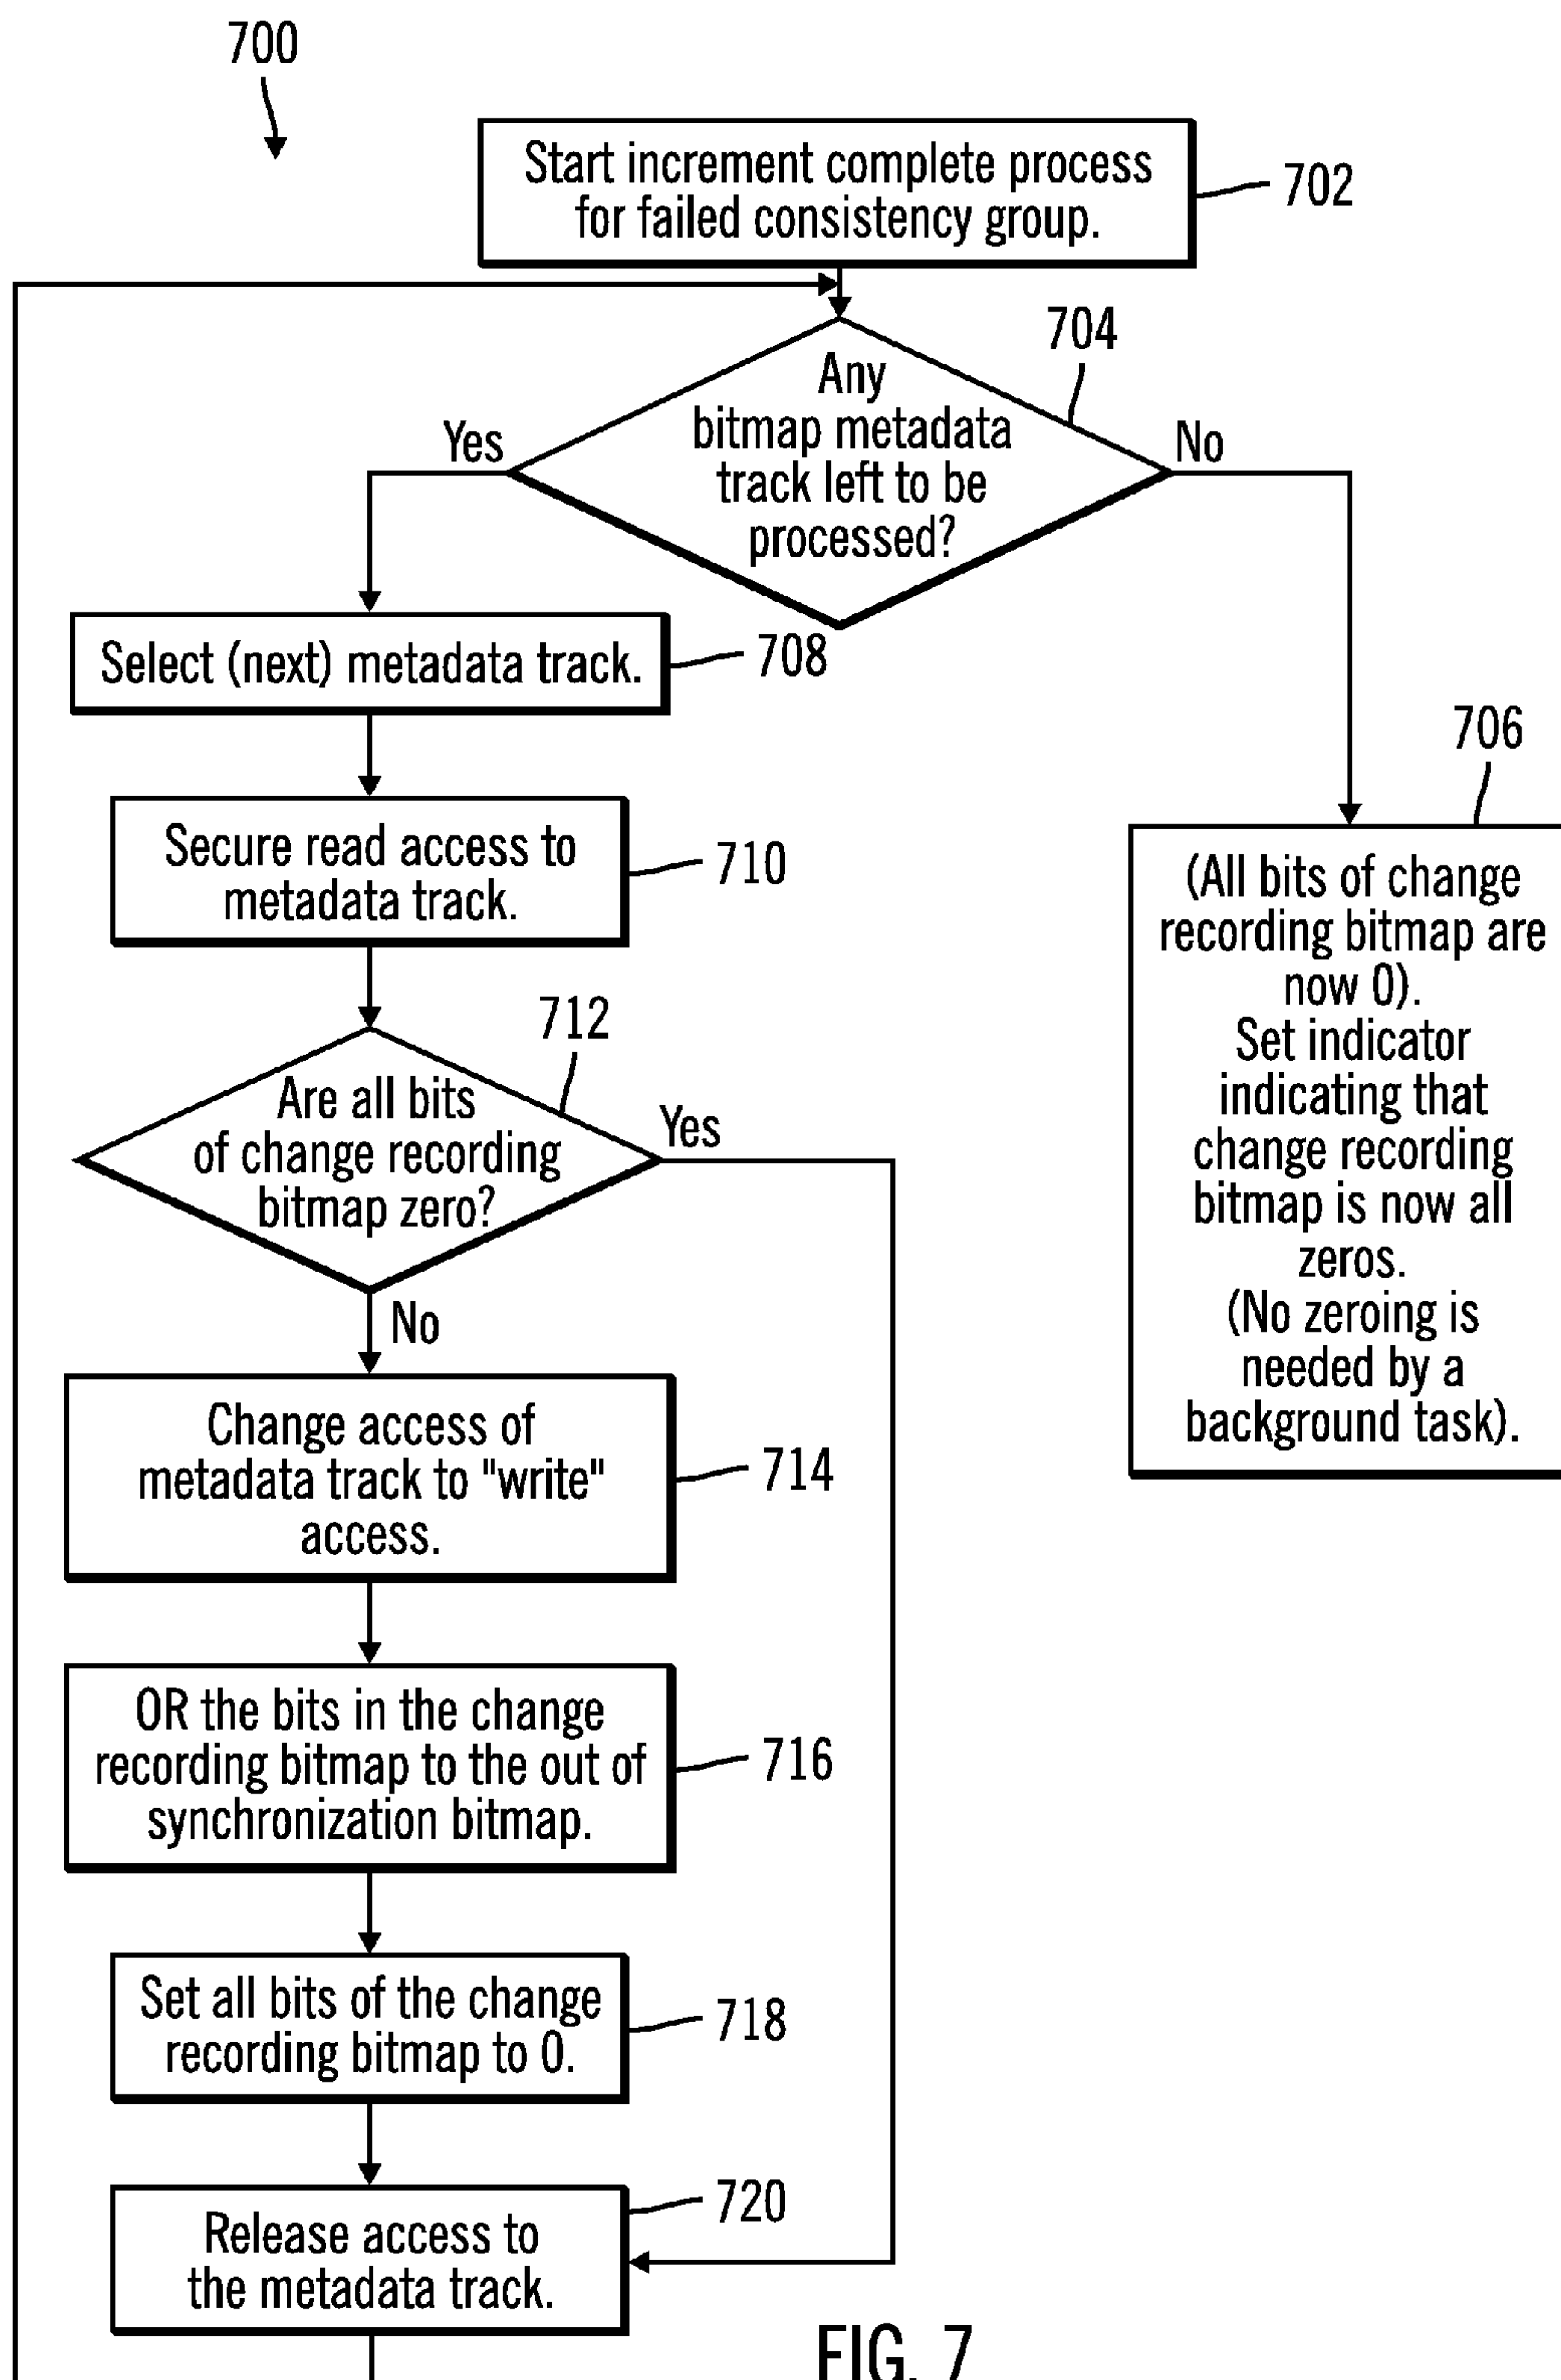 700
Start increment complete process
for failed consistency group.
702
704
Any
bitmap metadata
track left to be
processed?
Yes
No
Select (next) metadata track.
708
706
Secure read access to
metadata track.
710
(All bits of change
recording bitmap are
now 0).
Set indicator
indicating that
change recording
bitmap is now all
zeros.
(No zeroing is
needed by a
background task).
712
Are all bits
of change recording
bitmap zero?
Yes
No
Change access of
metadata track to "write"
access.
714
OR the bits in the change
recording bitmap to the out of
synchronization bitmap.
716
Set all bits of the change
recording bitmap to 0.
718
Release access to
the metadata track.
720
FIG. 7